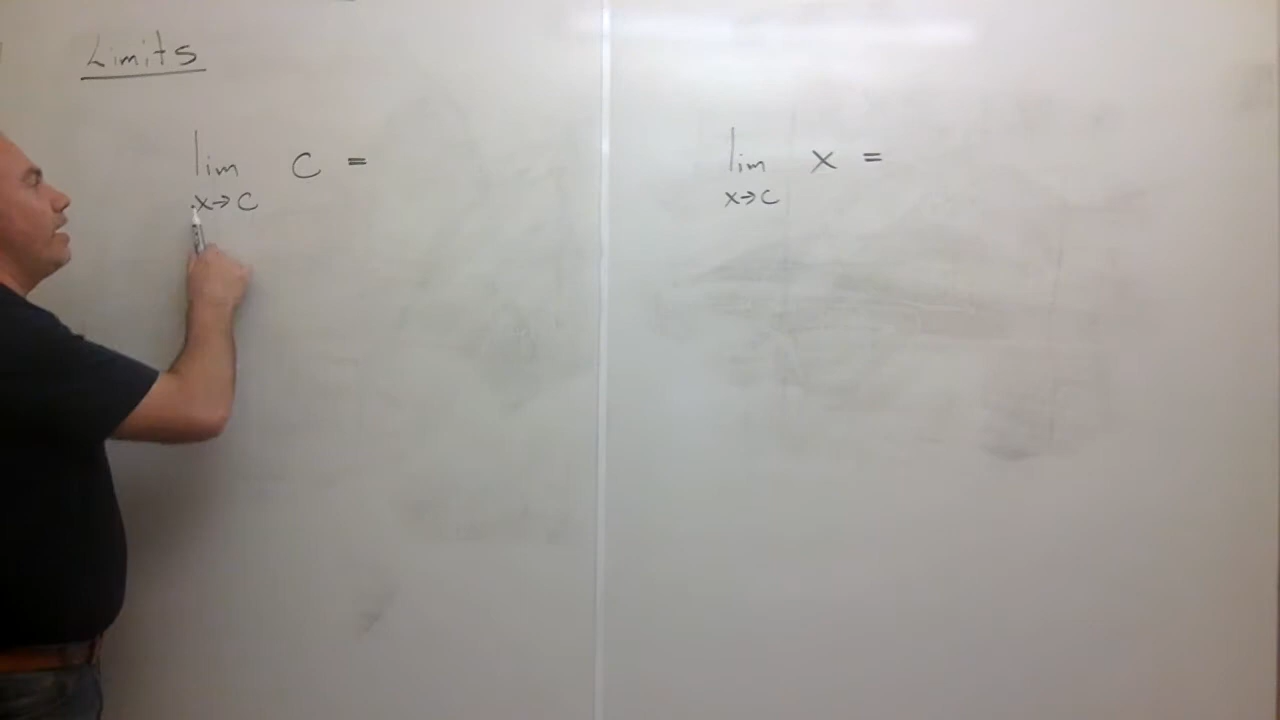 Limits
lim C =
x→C
lim x =
x→C